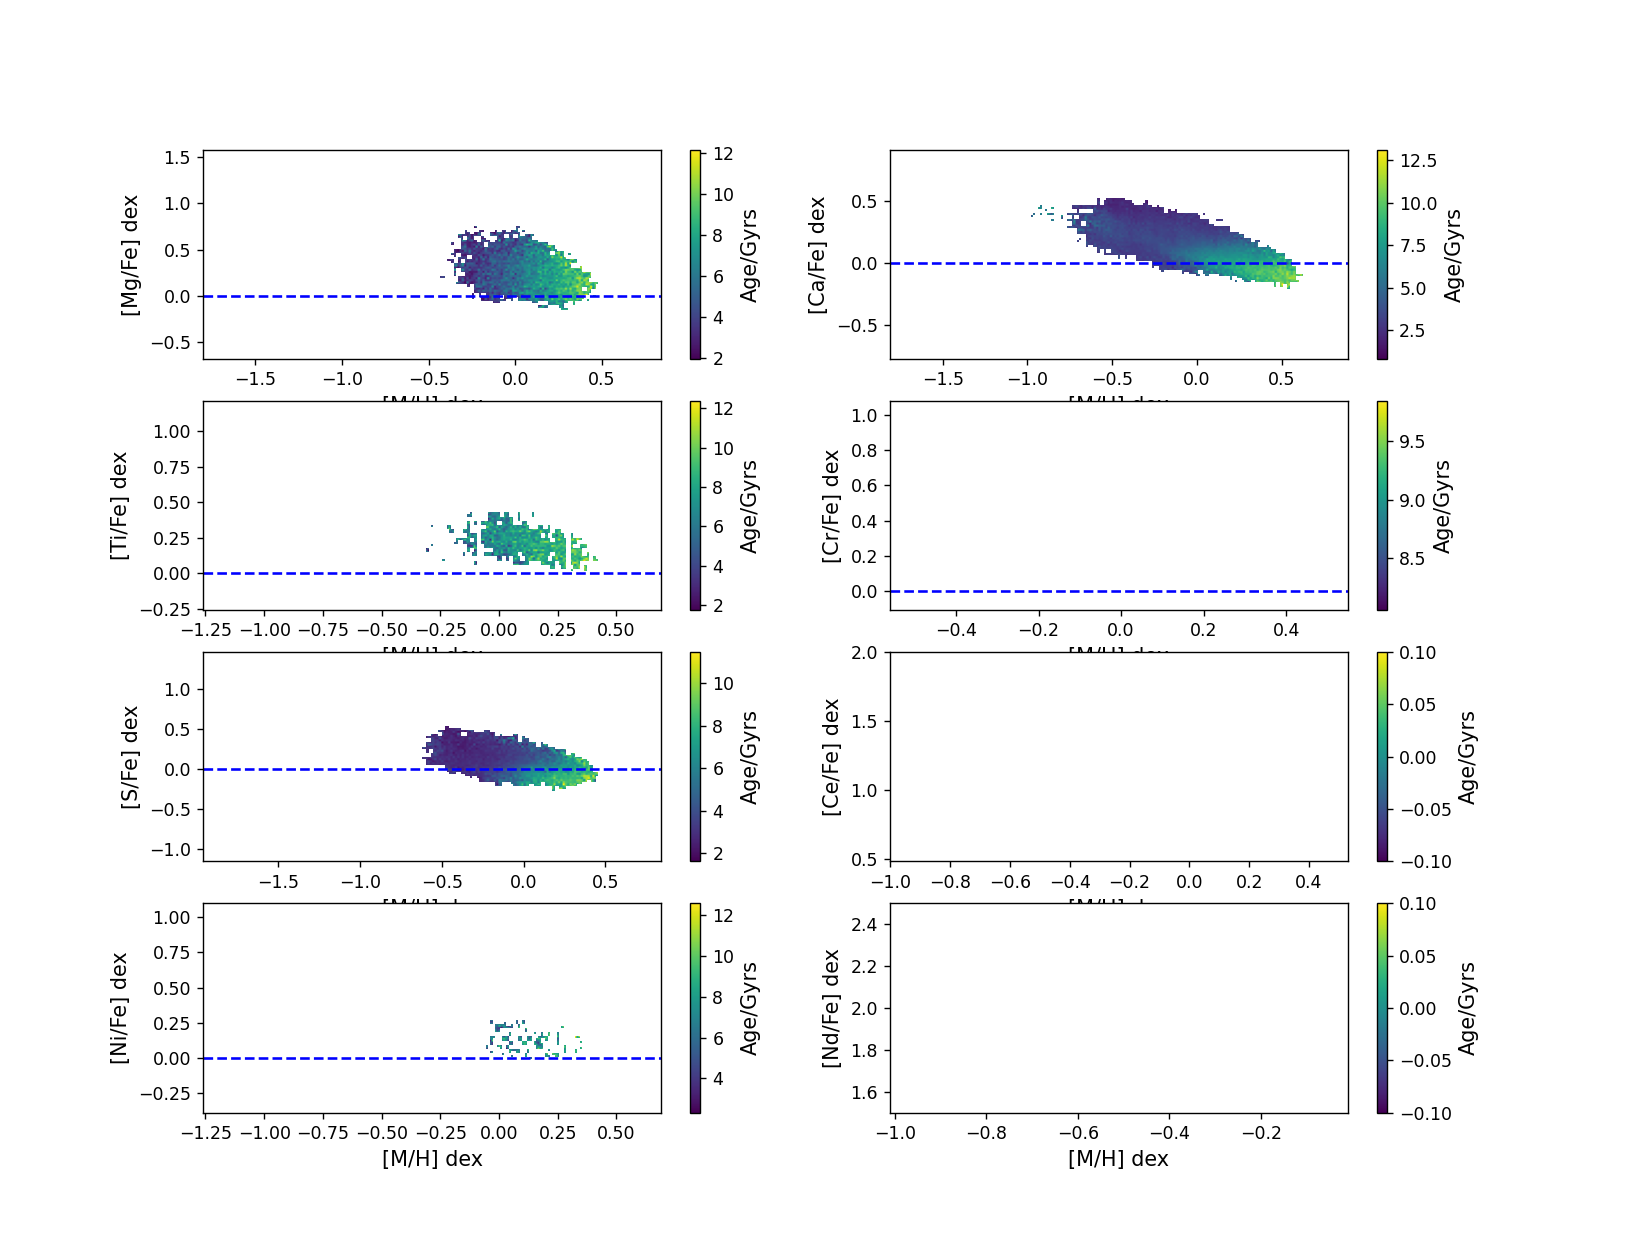 1.5
1.0
0.5
0.0
−0.5
[Mg/Fe] dex
−1.5 −1.0 −0.5 0.0 0.5
[M/H] dex
12
10
8
6
4
2
Age/Gyrs
0.5
0.0
−0.5
[Ca/Fe] dex
−1.5 −1.0 −0.5 0.0 0.5
[M/H] dex
12.5
10.0
7.5
5.0
2.5
Age/Gyrs
1.00
0.75
0.50
0.25
0.00
−0.25
[Ti/Fe] dex
−1.25 −1.00 −0.75 −0.50 −0.25 0.00 0.25 0.50
[M/H] dex
12
10
8
6
4
2
Age/Gyrs
1.0
0.8
0.6
0.4
0.2
0.0
[Cr/Fe] dex
−0.4 −0.2 0.0 0.2 0.4
[M/H] dex
9.5
9.0
8.5
Age/Gyrs
1.0
0.5
0.0
−0.5
−1.0
[S/Fe] dex
−1.5 −1.0 −0.5 0.0 0.5
[M/H] dex
10
8
6
4
2
Age/Gyrs
2.0
1.5
1.0
0.5
[Ce/Fe] dex
−1.0 −0.8 −0.6 −0.4 −0.2 0.0 0.2 0.4
[M/H] dex
0.10
0.05
0.00
−0.05
−0.10
Age/Gyrs
1.00
0.75
0.50
0.25
0.00
−0.25
[Ni/Fe] dex
−1.25 −1.00 −0.75 −0.50 −0.25 0.00 0.25 0.50
[M/H] dex
12
10
8
6
4
Age/Gyrs
2.4
2.2
2.0
1.8
1.6
[Nd/Fe] dex
−1.0 −0.8 −0.6 −0.4 −0.2
[M/H] dex
0.10
0.05
0.00
−0.05
−0.10
Age/Gyrs